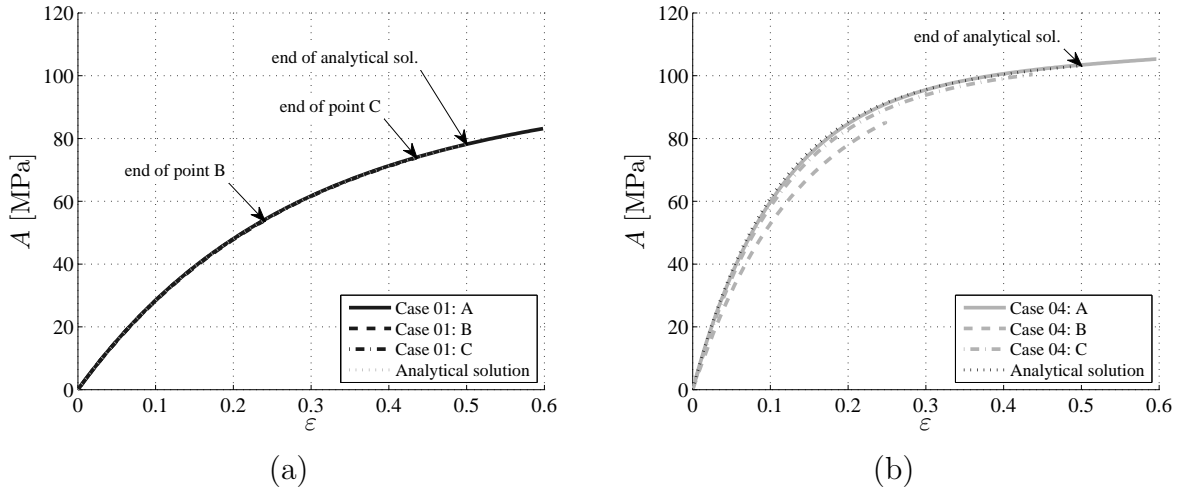 120
100
80
60
40
20
0
A [MPa]
end of analytical sol.
end of point C
end of point B
Case 01: A
Case 01: B
Case 01: C
Analytical solution
0 0.1 0.2 0.3 0.4 0.5 0.6
ε
(a)
120
100
80
60
40
20
0
A [MPa]
end of analytical sol.
Case 04: A
Case 04: B
Case 04: C
Analytical solution
0 0.1 0.2 0.3 0.4 0.5 0.6
ε
(b)